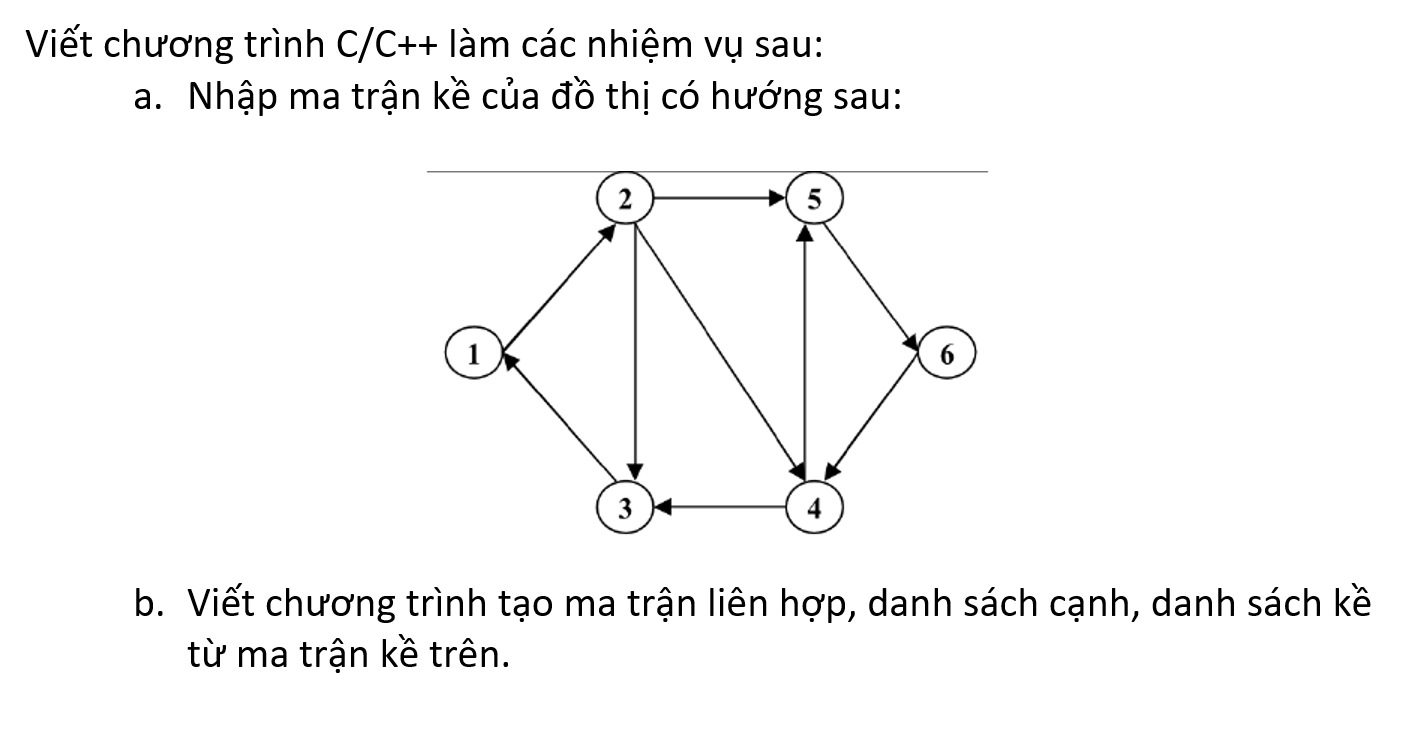 Viết chương trình C/C++ làm các nhiệm vụ sau:
a. Nhập ma trận kề của đồ thị có hướng sau:
2 5
1 6
3 4
b. Viết chương trình tạo ma trận liên hợp, danh sách cạnh, danh sách kề
từ ma trận kề trên.